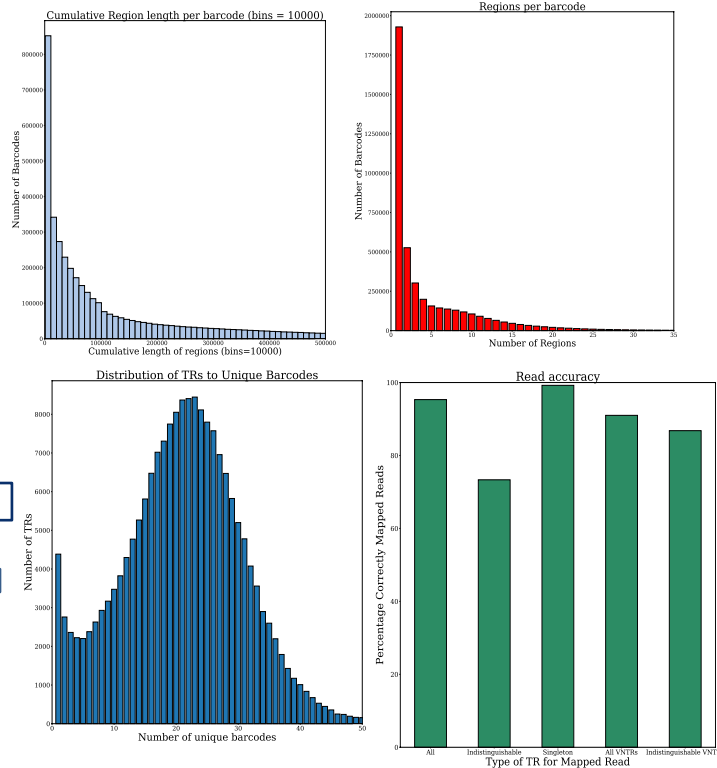 Cumulative Region length per barcode (bins = 10000)
Number of Barcodes
800000
700000
600000
500000
400000
300000
200000
100000
0
0 100000 200000 300000 400000 500000
Cumulative length of regions (bins=10000)
Regions per barcode
Number of Barcodes
2000000
1750000
1500000
1250000
1000000
750000
500000
250000
0
0 5 10 15 20 25 30 35
Number of Regions
Distribution of TRs to Unique Barcodes
Number of TRs
8000
7000
6000
5000
4000
3000
2000
1000
0
0 10 20 30 40 50
Number of unique barcodes
Read accuracy
Percentage Correctly Mapped Reads
100
80
60
40
20
0
All Indistinguishable Singleton All VNTRs Indistinguishable VNT
Type of TR for Mapped Read